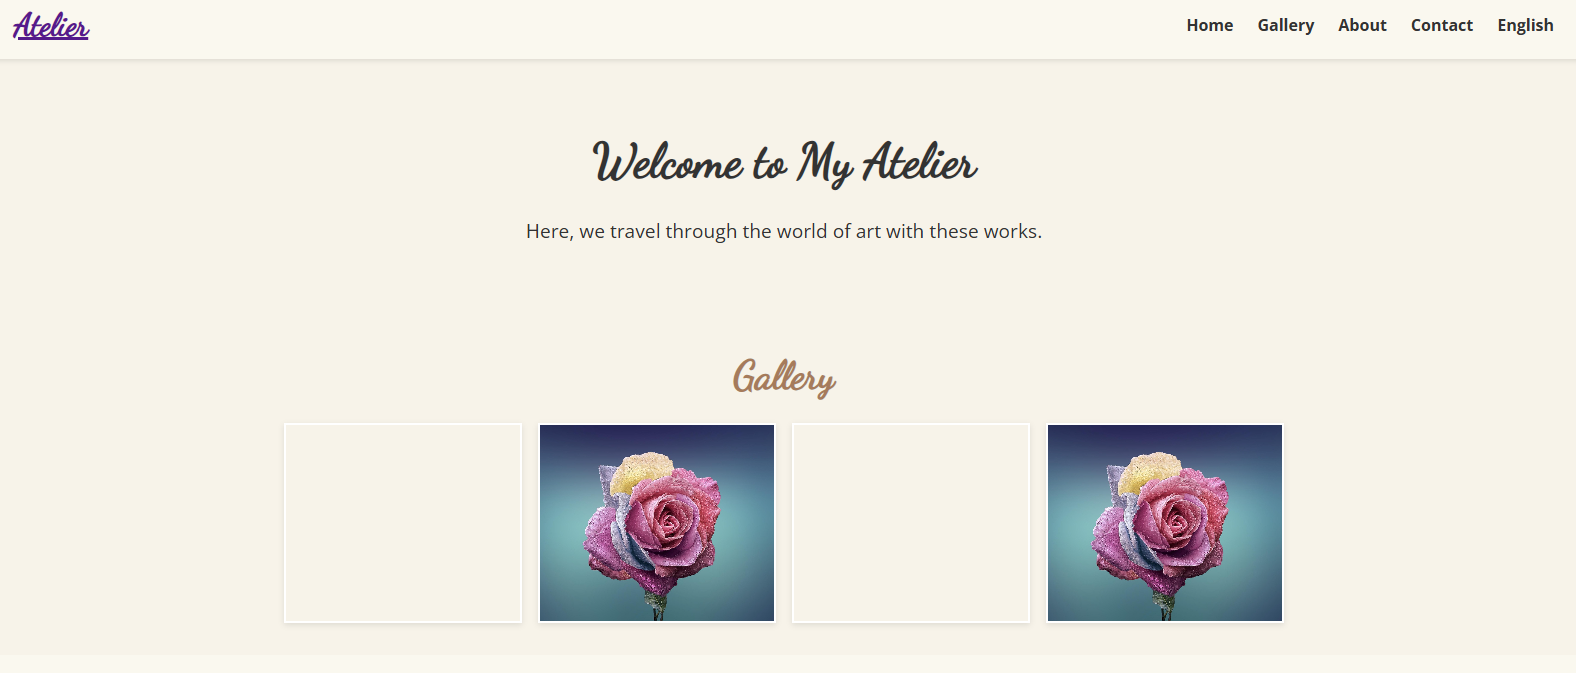 Atelier
Home Gallery About Contact English
Welcome to My Atelier
Here, we travel through the world of art with these works.
Gallery